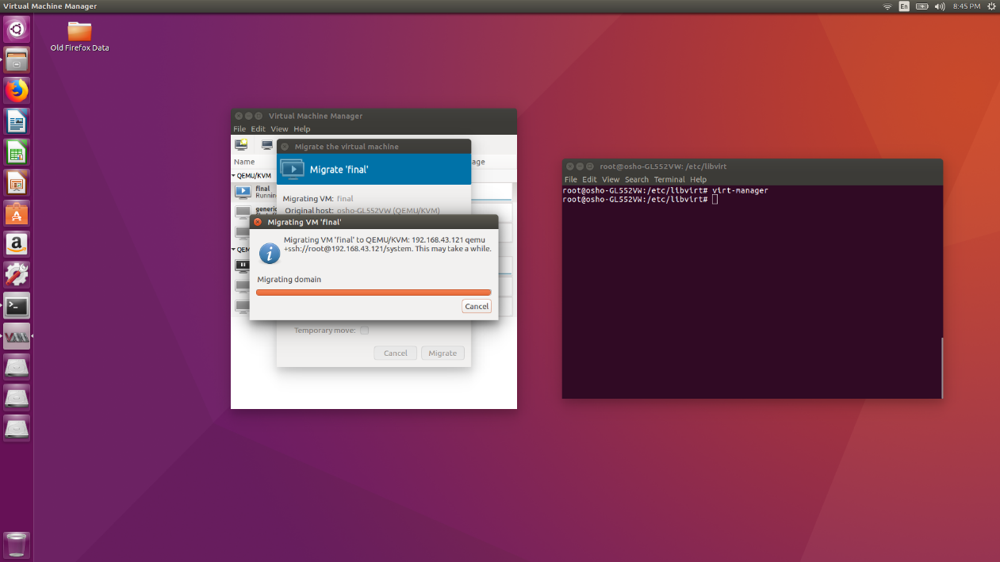 Virtual Machine Manager
En
8:45 PM
Old Firefox Data
Virtual Machine Manager
File Edit View Help
Migrate the virtual machine
Name
age
Migrate 'final'
QEMU/KVM
final
Runnin
Migrating VM: final
Original host: osho-GL552VW (QEMU/KVM)
generic
Migrating VM 'final'
Migrating VM 'final' to QEMU/KVM: 192.168.43.121 qemu
+ssh://root@192.168.43.121/system. This may take a while.
QEM
Migrating domain
Cancel
Temporary move:
Cancel Migrate
root@osho-GL552VW: /etc/libvirt
File Edit View Search Terminal Help
root@osho-GL552VW:/etc/libvirt# virt-manager
root@osho-GL552VW:/etc/libvirt#